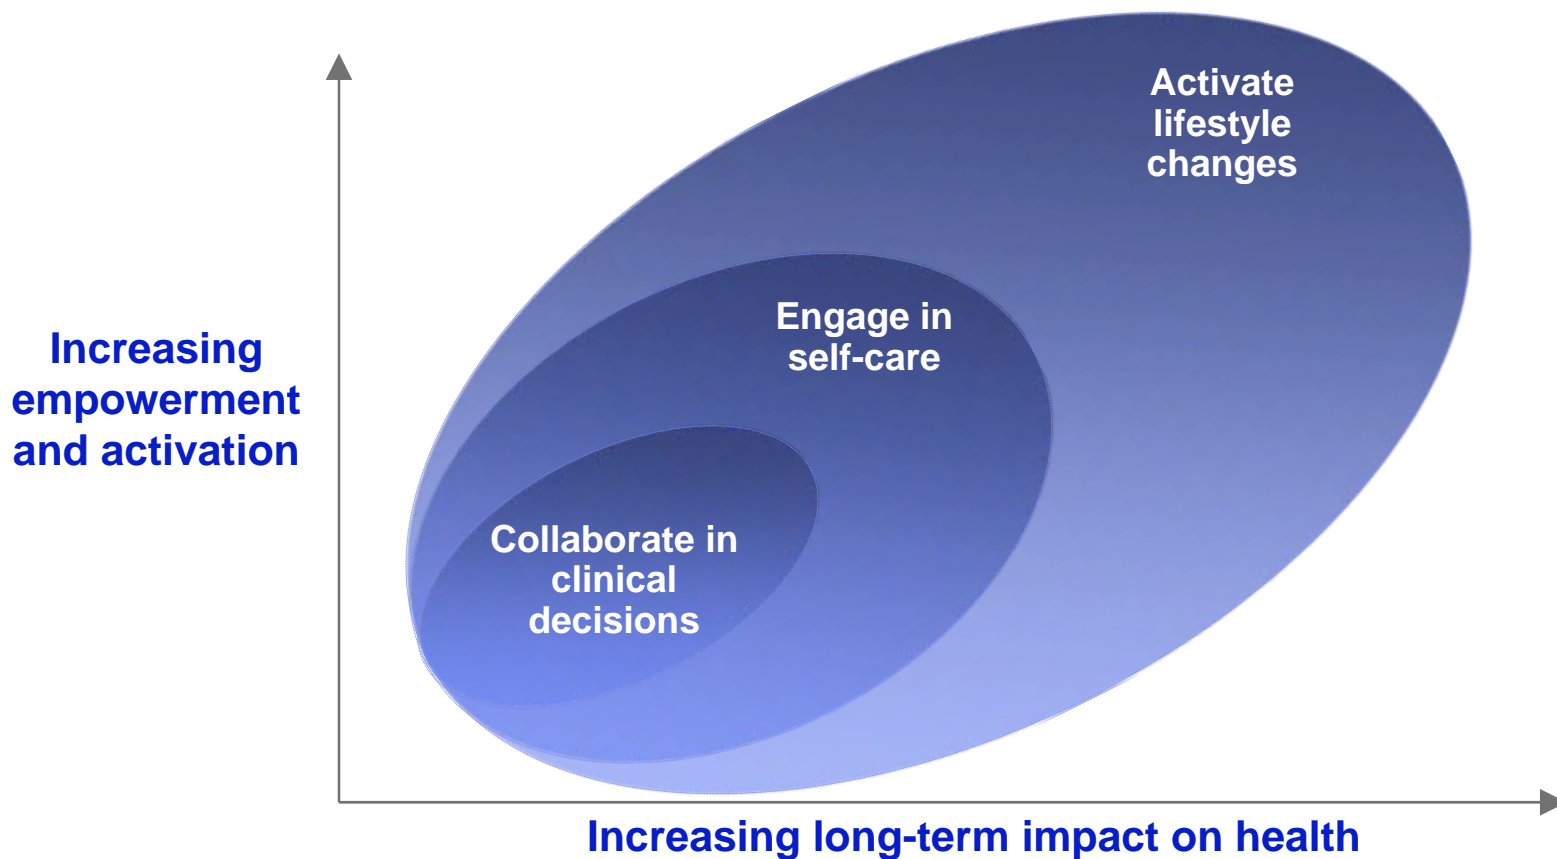 Activate
lifestyle
changes
Engage in
self-care
Increasing
empowerment
and activation
Collaborate in
clinical
decisions
Increasing long-term impact on health